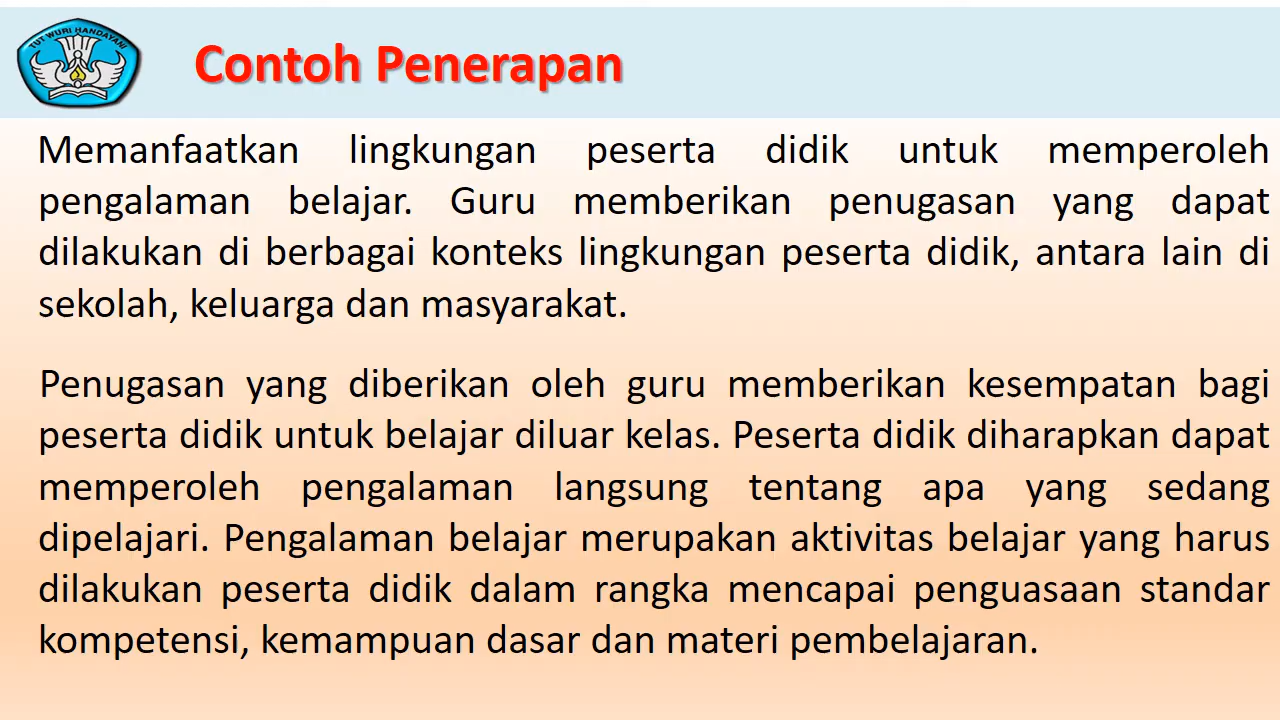 TUT WURI HANDAYANI
Contoh Penerapan
Memanfaatkan lingkungan peserta didik untuk memperoleh
pengalaman belajar. Guru memberikan penugasan yang dapat
dilakukan di berbagai konteks lingkungan peserta didik, antara lain di
sekolah, keluarga dan masyarakat.
Penugasan yang diberikan oleh guru memberikan kesempatan bagi
peserta didik untuk belajar diluar kelas. Peserta didik diharapkan dapat
memperoleh pengalaman langsung tentang apa yang sedang
dipelajari. Pengalaman belajar merupakan aktivitas belajar yang harus
dilakukan peserta didik dalam rangka mencapai penguasaan standar
kompetensi, kemampuan dasar dan materi pembelajaran.